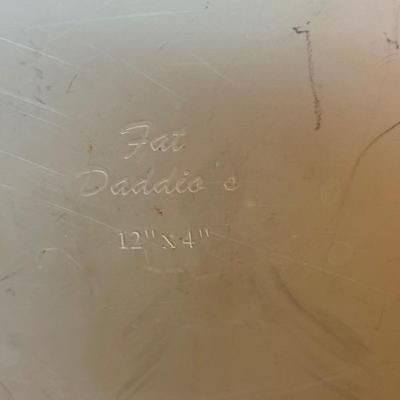 Fat
Daddio's
12" x 4"